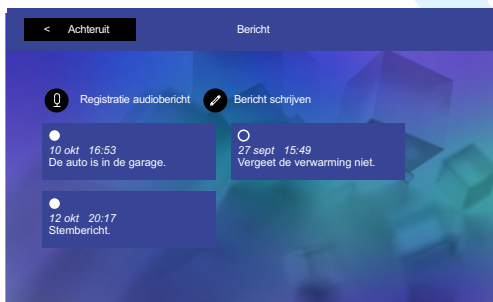 < Achteruit
Bericht
Registratie audiobericht
Bericht schrijven
10 okt 16:53
De auto is in de garage.
27 sept 15:49
Vergeet de verwarming niet.
12 okt 20:17
Stembericht.